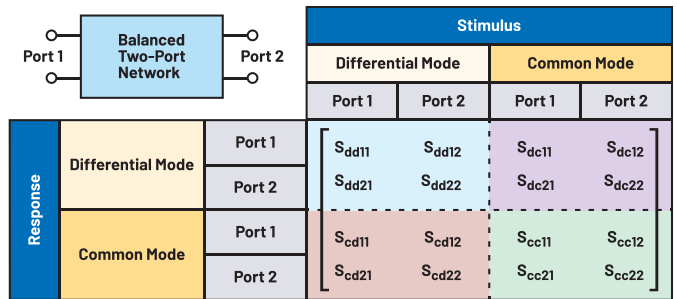 Balanced
Two-Port
Network
Port 1
Port 2
Stimulus
Differential Mode
Common Mode
Port 1
Port 2
Port 1
Port 2
Response
Differential Mode
Common Mode
Port 1
Port 2
Port 1
Port 2
Sdd11 Sdd12 Sdc11 Sdc12
Sdd21 Sdd22 Sdc21 Sdc22
Scd11 Scd12 Scc11 Scc12
Scd21 Scd22 Scc21 Scc22